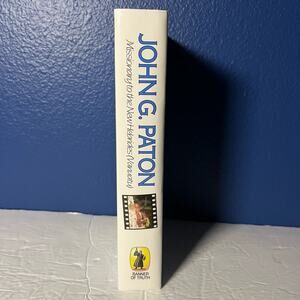 JOHN G. PATON
Missionary to the New Hebrides (Vanuatu)
BANNER
OF TRUTH